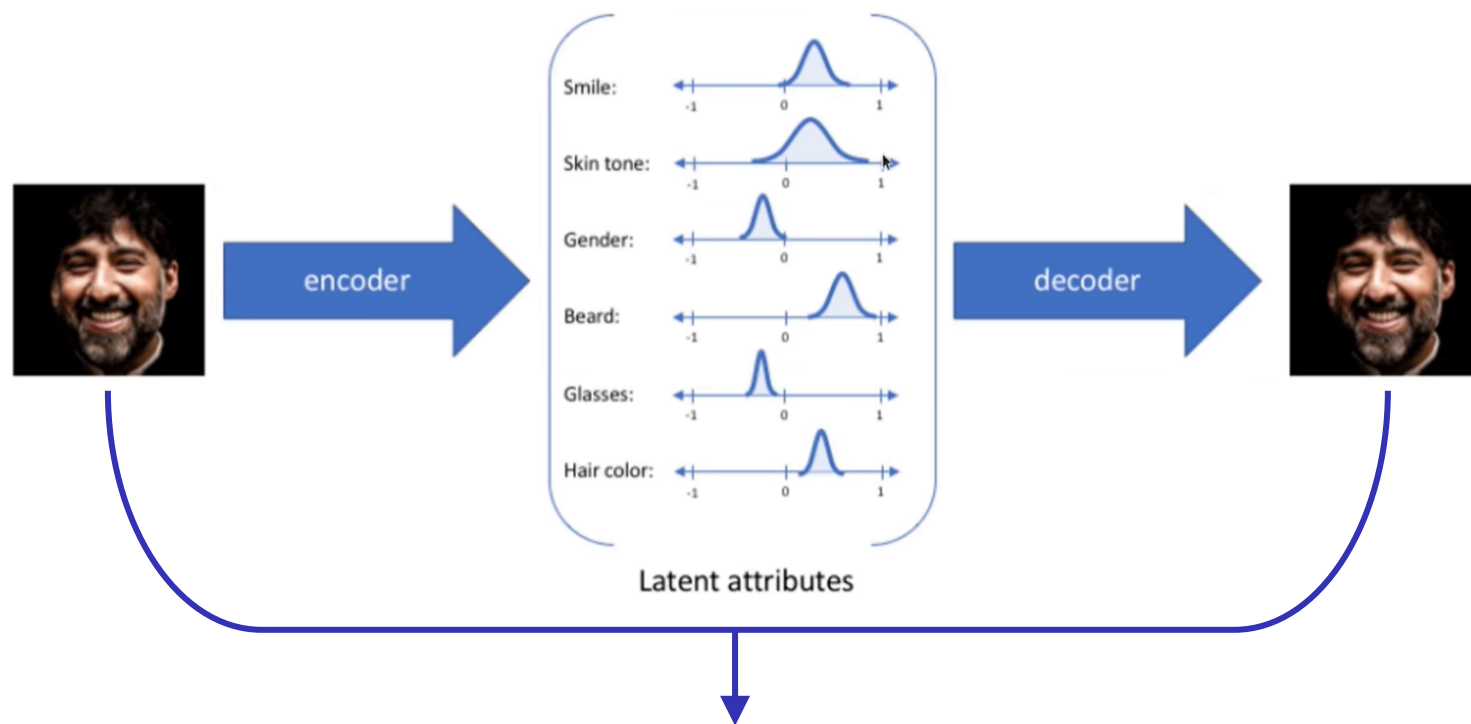 Smile:
-1 0 1
Skin tone:
-1 0 1
encoder
Gender:
-1 0 1
decoder
Beard:
-1 0 1
Glasses:
-1 0 1
Hair color:
-1 0 1
Latent attributes